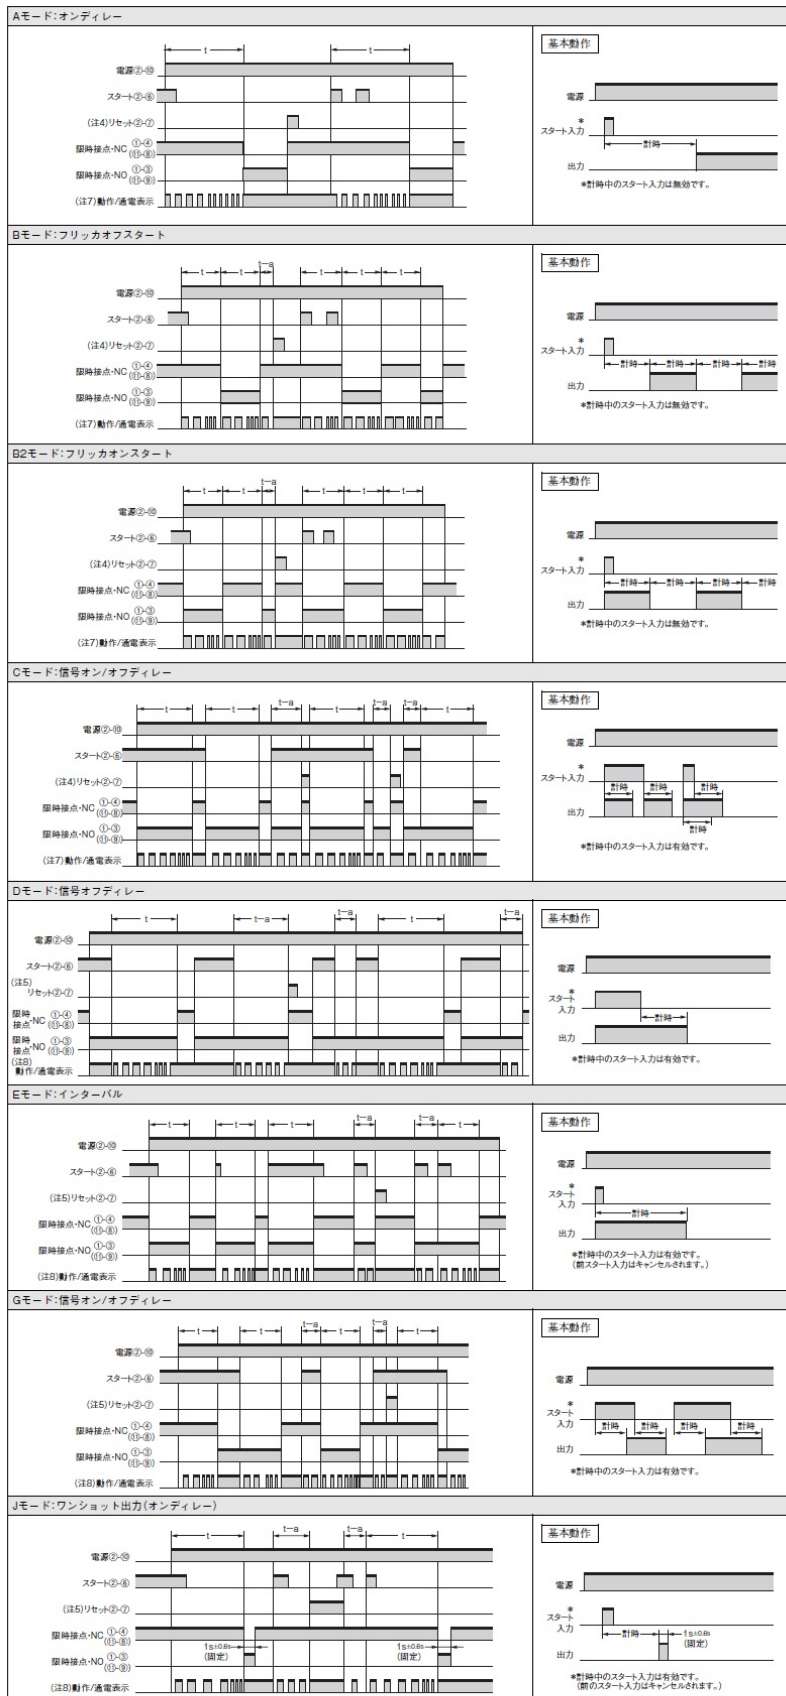 Aモード：オンディレー
基本動作
t t
電源②-⑩
スタート②-⑥
(注4)リセット②-⑦
限時接点・NC ①-④
(⑪-⑧)
限時接点・NO ①-③
(⑪-⑨)
(注7)動作/通電表示
電源
*
スタート入力
計時
出力
*計時中のスタート入力は無効です。
Bモード：フリッカオフスタート
基本動作
t t t-a t t t
電源②-⑩
スタート②-⑥
(注4)リセット②-⑦
限時接点・NC ①-④
(⑪-⑧)
限時接点・NO ①-③
(⑪-⑨)
(注7)動作/通電表示
電源
*
スタート入力
計時 計時 計時 計時
出力
*計時中のスタート入力は無効です。
B2モード：フリッカオンスタート
基本動作
t t t-a t t t
電源②-⑩
スタート②-⑥
(注4)リセット②-⑦
限時接点・NC ①-④
(⑪-⑧)
限時接点・NO ①-③
(⑪-⑨)
(注7)動作/通電表示
電源
*
スタート入力
計時 計時 計時 計時
出力
*計時中のスタート入力は無効です。
Cモード：信号オン/オフディレー
基本動作
t t t-a t t-a t-a t
電源②-⑩
スタート②-⑥
(注4)リセット②-⑦
限時接点・NC ①-④
(⑪-⑧)
限時接点・NO ①-③
(⑪-⑨)
(注7)動作/通電表示
電源
*
スタート入力
計時 計時 計時
出力
計時
*計時中のスタート入力は有効です。
Dモード：信号オフディレー
基本動作
t t-a t-a t t-a
電源②-⑩
スタート②-⑥
(注5)
リセット②-⑦
限時
接点・NC ①-④
(⑪-⑧)
限時
接点・NO ①-③
(⑪-⑨)
(注8)
動作/通電表示
電源
*
スタート
入力
計時
出力
*計時中のスタート入力は有効です。
Eモード：インターバル
基本動作
t t t t-a t-a t
電源②-⑩
スタート②-⑥
(注5)リセット②-⑦
限時接点・NC ①-④
(⑪-⑧)
限時接点・NO ①-③
(⑪-⑨)
(注8)動作/通電表示
電源
*
スタート
入力
計時
出力
*計時中のスタート入力は有効です。
(前スタート入力はキャンセルされます。)
Gモード：信号オン/オフディレー
基本動作
t t t-a t t-a t
電源②-⑩
スタート②-⑥
(注5)リセット②-⑦
限時接点・NC ①-④
(⑪-⑧)
限時接点・NO ①-③
(⑪-⑨)
(注8)動作/通電表示
電源
*
スタート
入力
計時 計時 計時 計時
出力
*計時中のスタート入力は有効です。
Jモード：ワンショット出力(オンディレー)
基本動作
t t-a t-a t
電源②-⑩
スタート②-⑥
(注5)リセット②-⑦
限時接点・NC ①-④
(⑪-⑧)
1s±0.6s
(固定)
1s±0.6s
(固定)
限時接点・NO ①-③
(⑪-⑨)
(注8)動作/通電表示
電源
*
スタート
入力
計時
1s±0.6s
(固定)
出力
*計時中のスタート入力は有効です。
(前のスタート入力はキャンセルされます。)